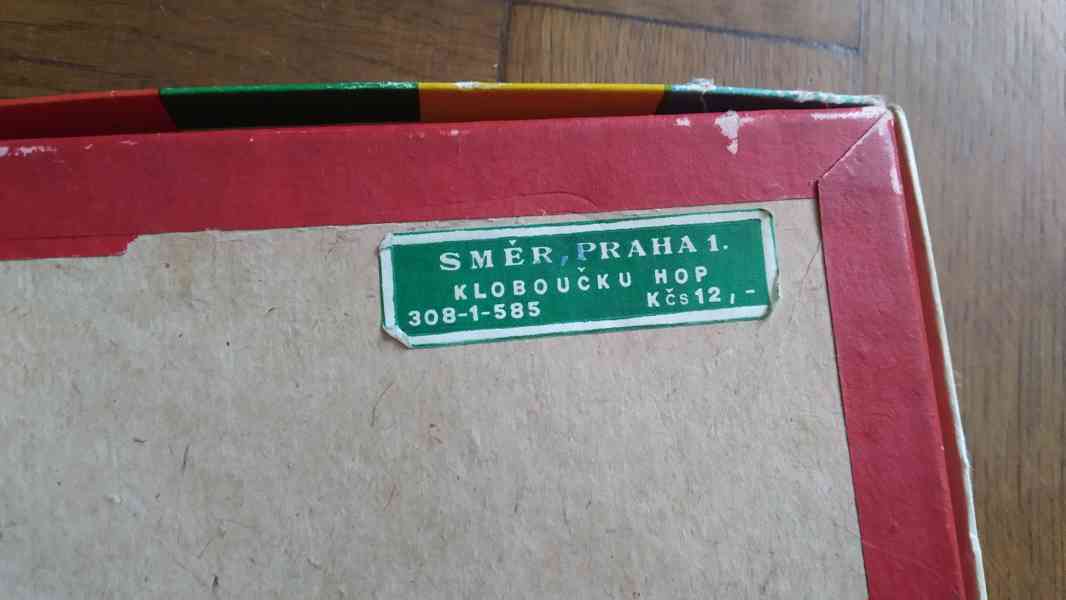 SMĚR, PRAHA 1.
KLOBOUČKU HOP
308-1-585 Kčs 12,-